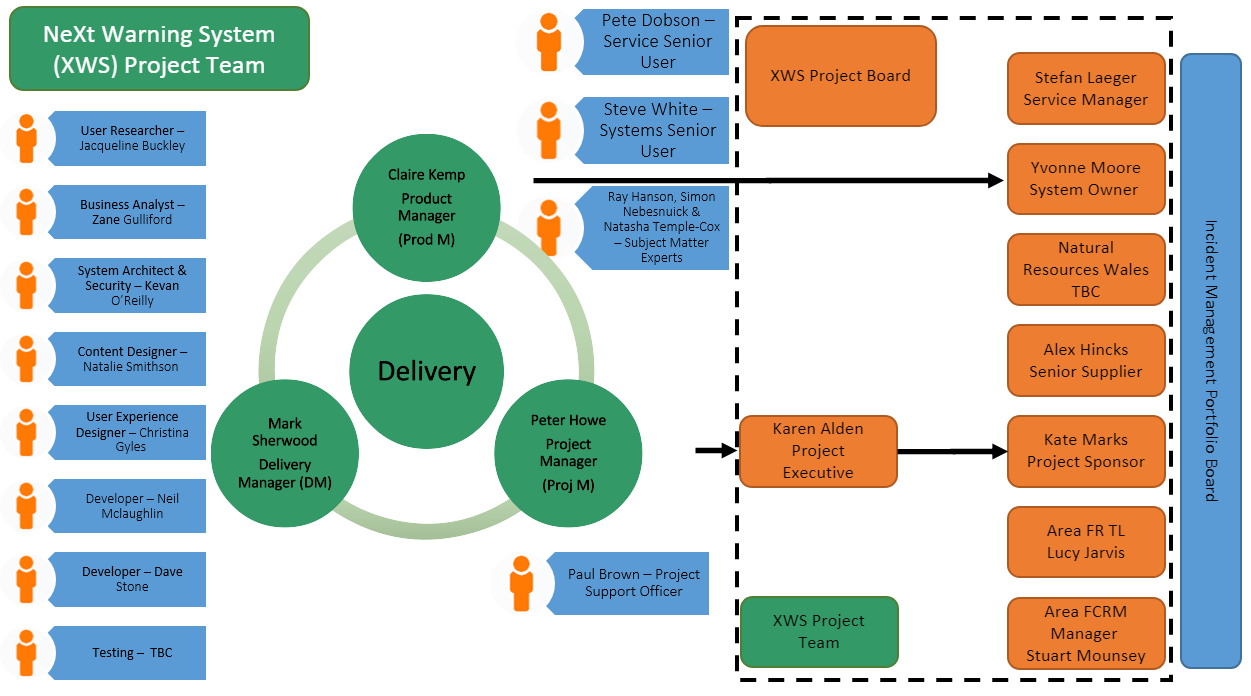 NeXt Warning System
(XWS) Project Team
User Researcher –
Jacqueline Buckley
Business Analyst –
Zane Gulliford
System Architect &
Security – Kevan
O'Reilly
Content Designer –
Natalie Smithson
User Experience
Designer – Christina
Gyles
Developer – Neil
Mclaughlin
Developer – Dave
Stone
Testing – TBC
Claire Kemp
Product
Manager
(Prod M)
Delivery
Mark
Sherwood
Delivery
Manager (DM)
Peter Howe
Project
Manager
(Proj M)
Pete Dobson –
Service Senior
User
Steve White –
Systems Senior
User
Ray Hanson, Simon
Nebesnuick &
Natasha Temple-Cox
– Subject Matter
Experts
Paul Brown – Project
Support Officer
XWS Project Board
Karen Alden
Project
Executive
XWS Project
Team
Stefan Laeger
Service Manager
Yvonne Moore
System Owner
Natural
Resources Wales
TBC
Alex Hincks
Senior Supplier
Kate Marks
Project Sponsor
Area FR TL
Lucy Jarvis
Area FCRM
Manager
Stuart Mounsey
Incident Management Portfolio Board